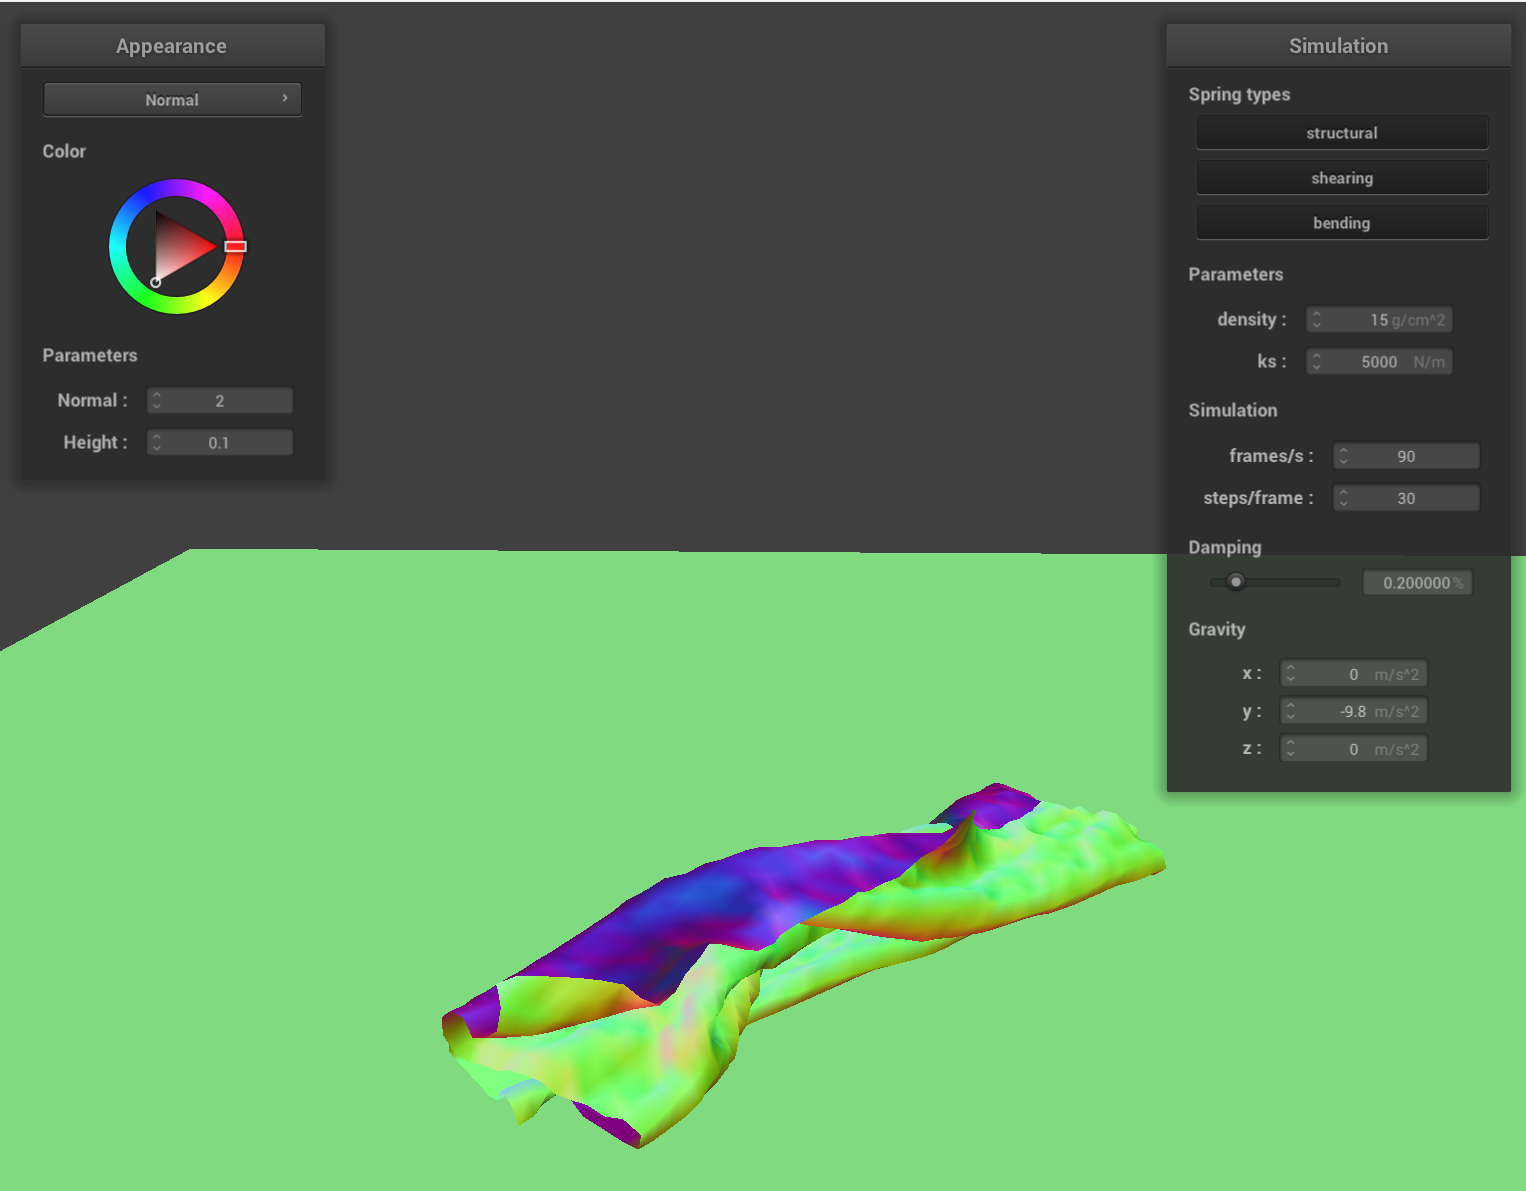 Appearance
Normal
Color
Parameters
Normal : 2
Height : 0.1
Simulation
Spring types
structural
shearing
bending
Parameters
density : 15 g/cm^2
ks : 5000 N/m
Simulation
frames/s : 90
steps/frame : 30
Damping
0.200000 %
Gravity
x : 0 m/s^2
y : -9.8 m/s^2
z : 0 m/s^2